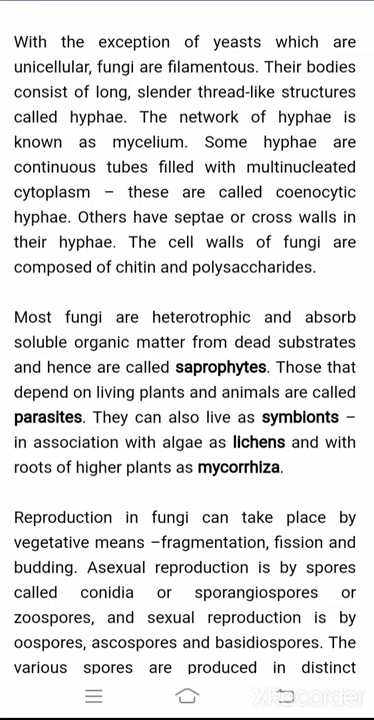 With the exception of yeasts which are
unicellular, fungi are filamentous. Their bodies
consist of long, slender thread-like structures
called hyphae. The network of hyphae is
known as mycelium. Some hyphae are
continuous tubes filled with multinucleated
cytoplasm – these are called coenocytic
hyphae. Others have septae or cross walls in
their hyphae. The cell walls of fungi are
composed of chitin and polysaccharides.

Most fungi are heterotrophic and absorb
soluble organic matter from dead substrates
and hence are called saprophytes. Those that
depend on living plants and animals are called
parasites. They can also live as symbionts –
in association with algae as lichens and with
roots of higher plants as mycorrhiza.

Reproduction in fungi can take place by
vegetative means –fragmentation, fission and
budding. Asexual reproduction is by spores
called conidia or sporangiospores or
zoospores, and sexual reproduction is by
oospores, ascospores and basidiospores. The
various spores are produced in distinct
XRecorder